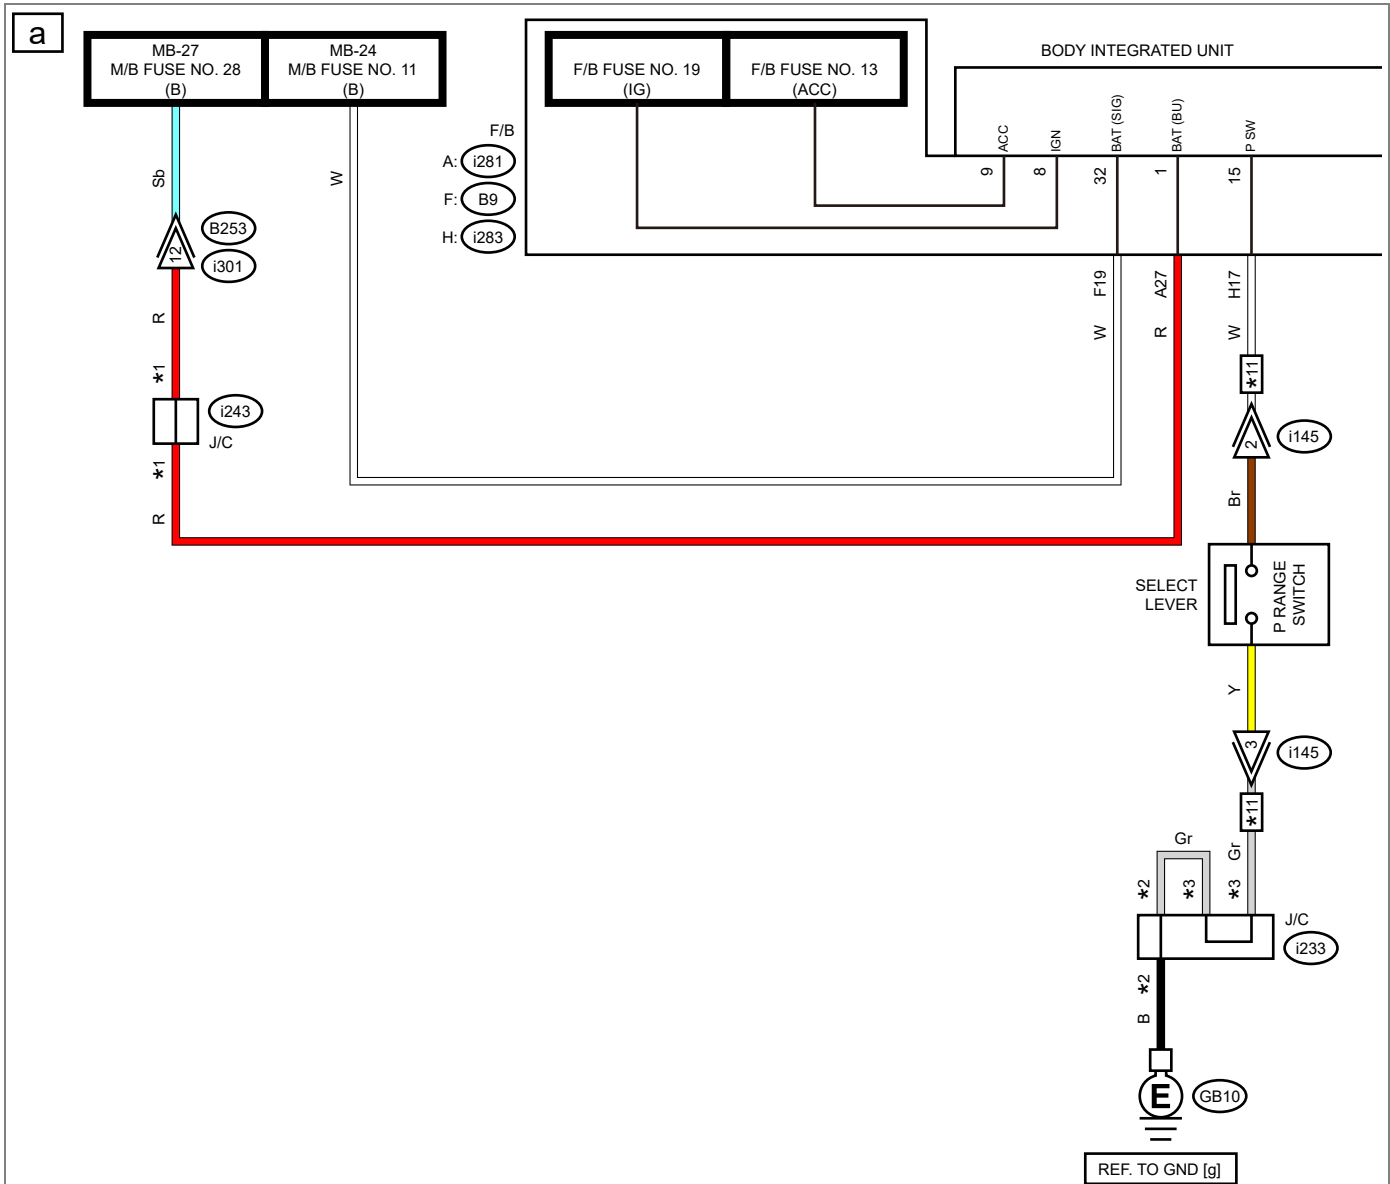 a
MB-27
M/B FUSE NO. 28
(B)
MB-24
M/B FUSE NO. 11
(B)
F/B FUSE NO. 19
(IG)
F/B FUSE NO. 13
(ACC)
BODY INTEGRATED UNIT
F/B
A: i281
F: B9
H: i283
ACC
IGN
BAT (SIG)
BAT (BU)
P SW
9
8
32
1
15
Sb
W
12
B253
i301
R
*1
i243
J/C
*1
R
F19
W
A27
R
H17
W
*11
2
i145
Br
SELECT
LEVER
P RANGE
SWITCH
Y
3
i145
*11
Gr
Gr
*2
*3
*3
J/C
i233
*2
B
E
GB10
REF. TO GND [g]